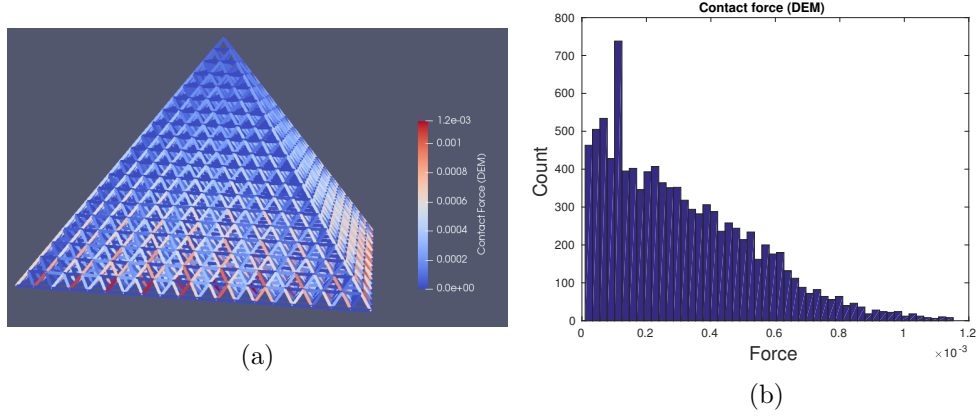 1.2e-03
0.001
0.0008
0.0006
0.0004
0.0002
0.0e+00
Contact Force (DEM)
(a)
Contact force (DEM)
800
700
600
500
400
300
200
100
0
Count
0 0.2 0.4 0.6 0.8 1 1.2
Force
×10⁻³
(b)